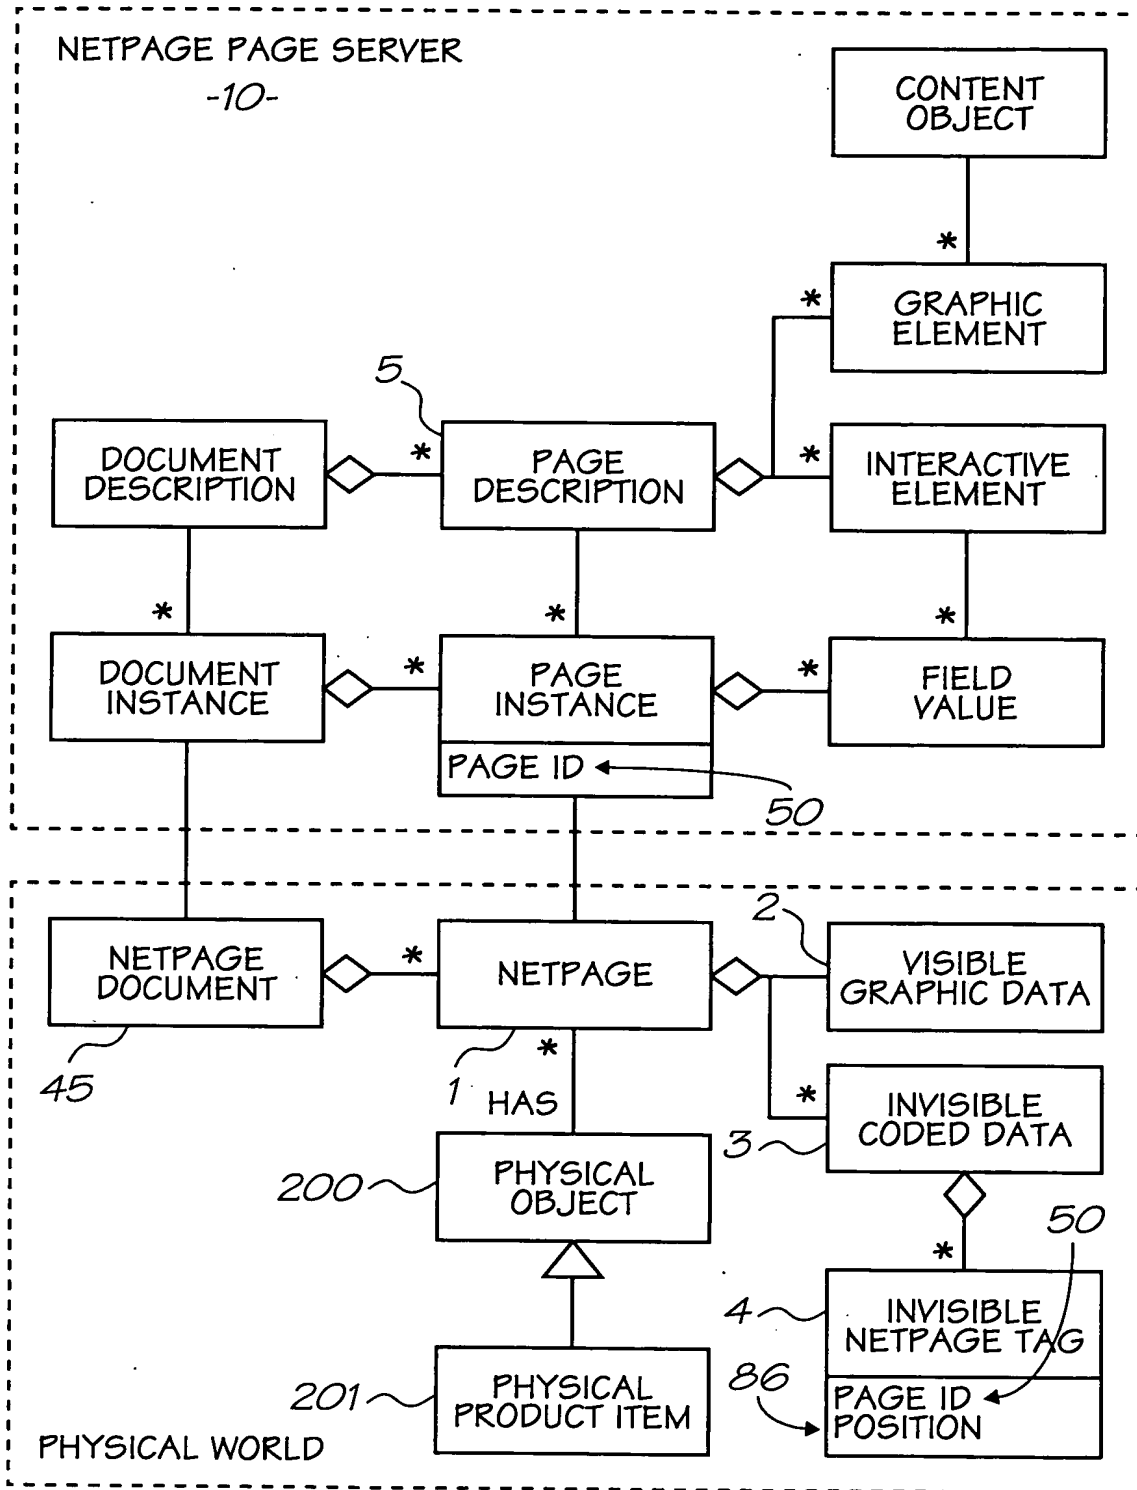 NETPAGE PAGE SERVER
-10-
CONTENT
OBJECT
*
GRAPHIC
ELEMENT
*
5
DOCUMENT
DESCRIPTION
*
PAGE
DESCRIPTION
*
INTERACTIVE
ELEMENT
*
*
*
DOCUMENT
INSTANCE
*
PAGE
INSTANCE
*
FIELD
VALUE
PAGE ID
50
NETPAGE
DOCUMENT
*
NETPAGE
2
VISIBLE
GRAPHIC DATA
45
1
*
HAS
*
INVISIBLE
CODED DATA
3
200
PHYSICAL
OBJECT
50
*
4
INVISIBLE
NETPAGE TAG
201
PHYSICAL
PRODUCT ITEM
86
PAGE ID
POSITION
PHYSICAL WORLD